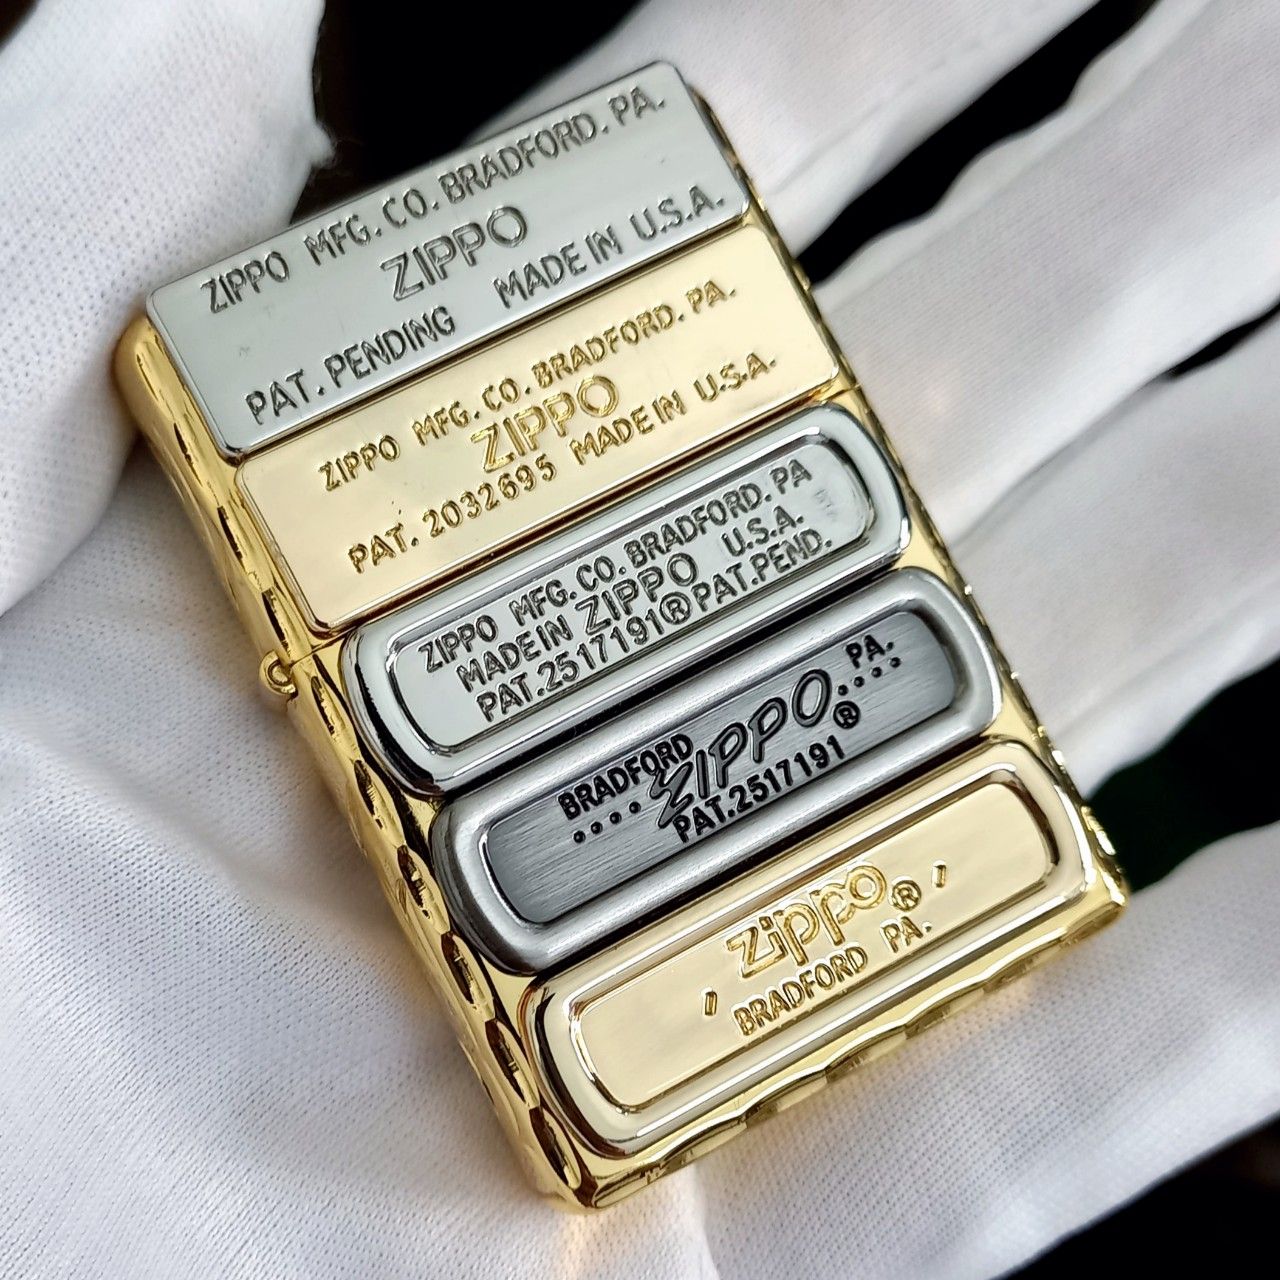 ZIPPO MFG. CO. BRADFORD. PA.
ZIPPO
PAT. PENDING MADE IN U.S.A.
ZIPPO MFG. CO. BRADFORD. PA.
ZIPPO
PAT. 2032695 MADE IN U.S.A.
ZIPPO MFG. CO. BRADFORD. PA
MADE IN ZIPPO U.S.A.
PAT.2517191®PAT.PEND.
BRADFORD ZIPPO PA.
.... ® ....
PAT.2517191
' zippo® '
BRADFORD PA.